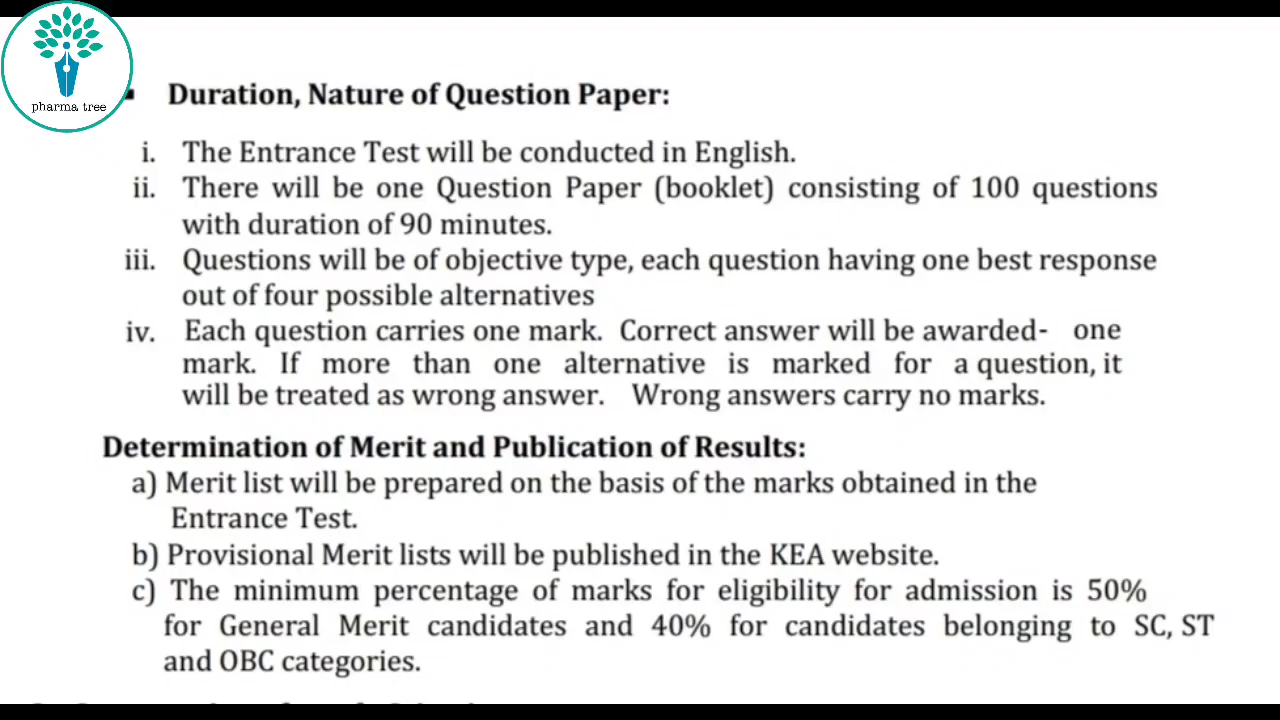 pharma tree
Duration, Nature of Question Paper:
i. The Entrance Test will be conducted in English.
ii. There will be one Question Paper (booklet) consisting of 100 questions
with duration of 90 minutes.
iii. Questions will be of objective type, each question having one best response
out of four possible alternatives
iv. Each question carries one mark. Correct answer will be awarded- one
mark. If more than one alternative is marked for a question, it
will be treated as wrong answer. Wrong answers carry no marks.
Determination of Merit and Publication of Results:
a) Merit list will be prepared on the basis of the marks obtained in the
Entrance Test.
b) Provisional Merit lists will be published in the KEA website.
c) The minimum percentage of marks for eligibility for admission is 50%
for General Merit candidates and 40% for candidates belonging to SC, ST
and OBC categories.